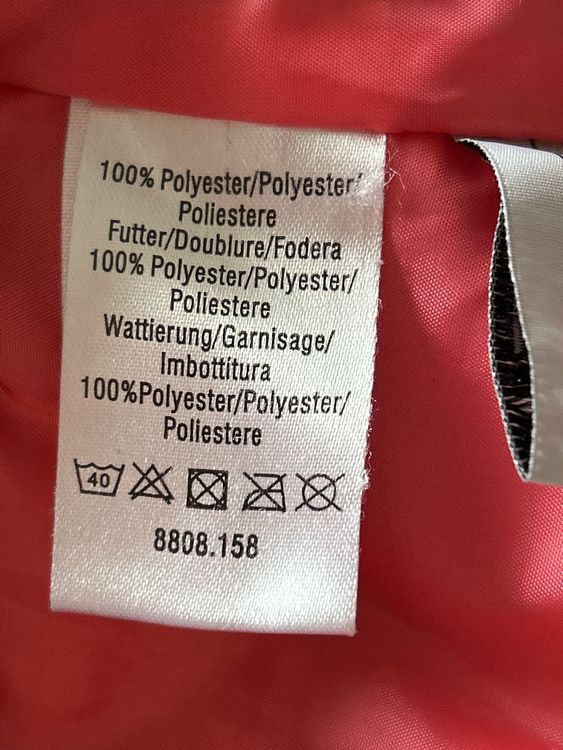 100% Polyester/Polyester/
Poliestere
Futter/Doublure/Fodera
100% Polyester/Polyester/
Poliestere
Wattierung/Garnisage/
Imbottitura
100%Polyester/Polyester/
Poliestere
40
8808.158